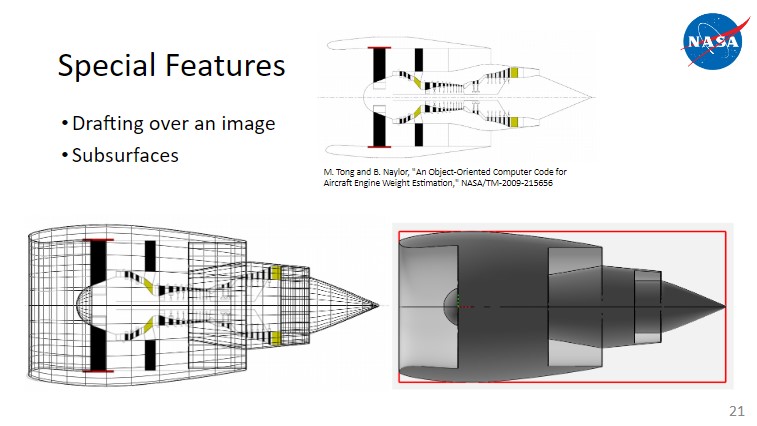 Special Features
• Drafting over an image
• Subsurfaces
NASA
M. Tong and B. Naylor, "An Object-Oriented Computer Code for
Aircraft Engine Weight Estimation," NASA/TM-2009-215656
21